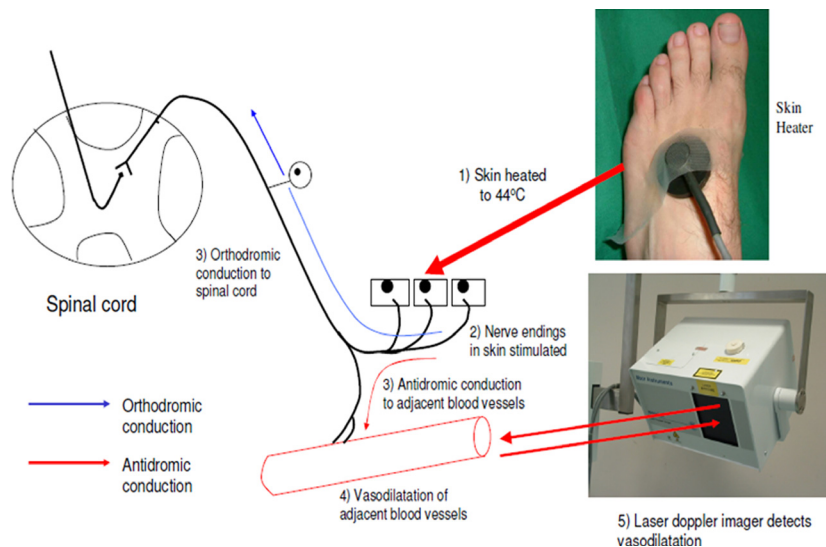 Skin
Heater
1) Skin heated
to 44ºC
3) Orthodromic
conduction to
spinal cord
Spinal cord
2) Nerve endings
in skin stimulated
3) Antidromic conduction
to adjacent blood vessels
Orthodromic
conduction
Antidromic
conduction
4) Vasodilatation of
adjacent blood vessels
5) Laser doppler imager detects
vasodilatation